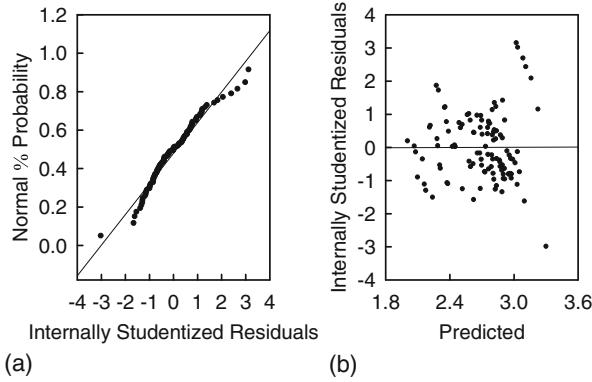 1.2
1.0
0.8
0.6
0.4
0.2
0.0
Normal % Probability
-4 -3 -2 -1 0 1 2 3 4
Internally Studentized Residuals
(a)
4
3
2
1
0
-1
-2
-3
-4
Internally Studentized Residuals
1.8 2.4 3.0 3.6
Predicted
(b)